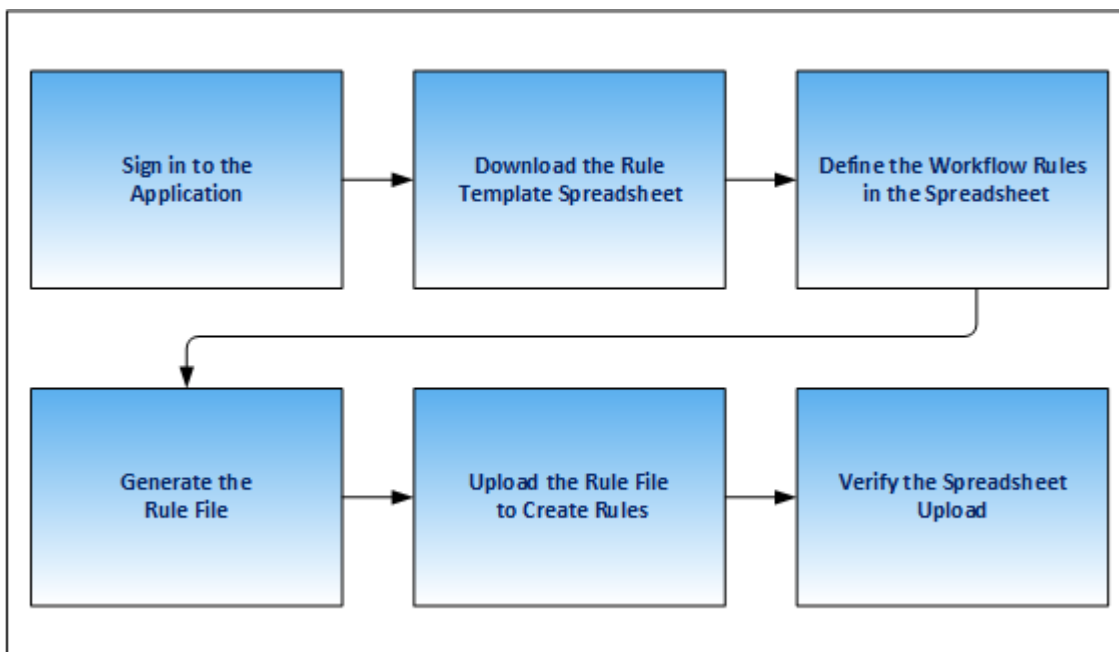 Sign in to the
Application
Download the Rule
Template Spreadsheet
Define the Workflow Rules
in the Spreadsheet
Generate the
Rule File
Upload the Rule File
to Create Rules
Verify the Spreadsheet
Upload